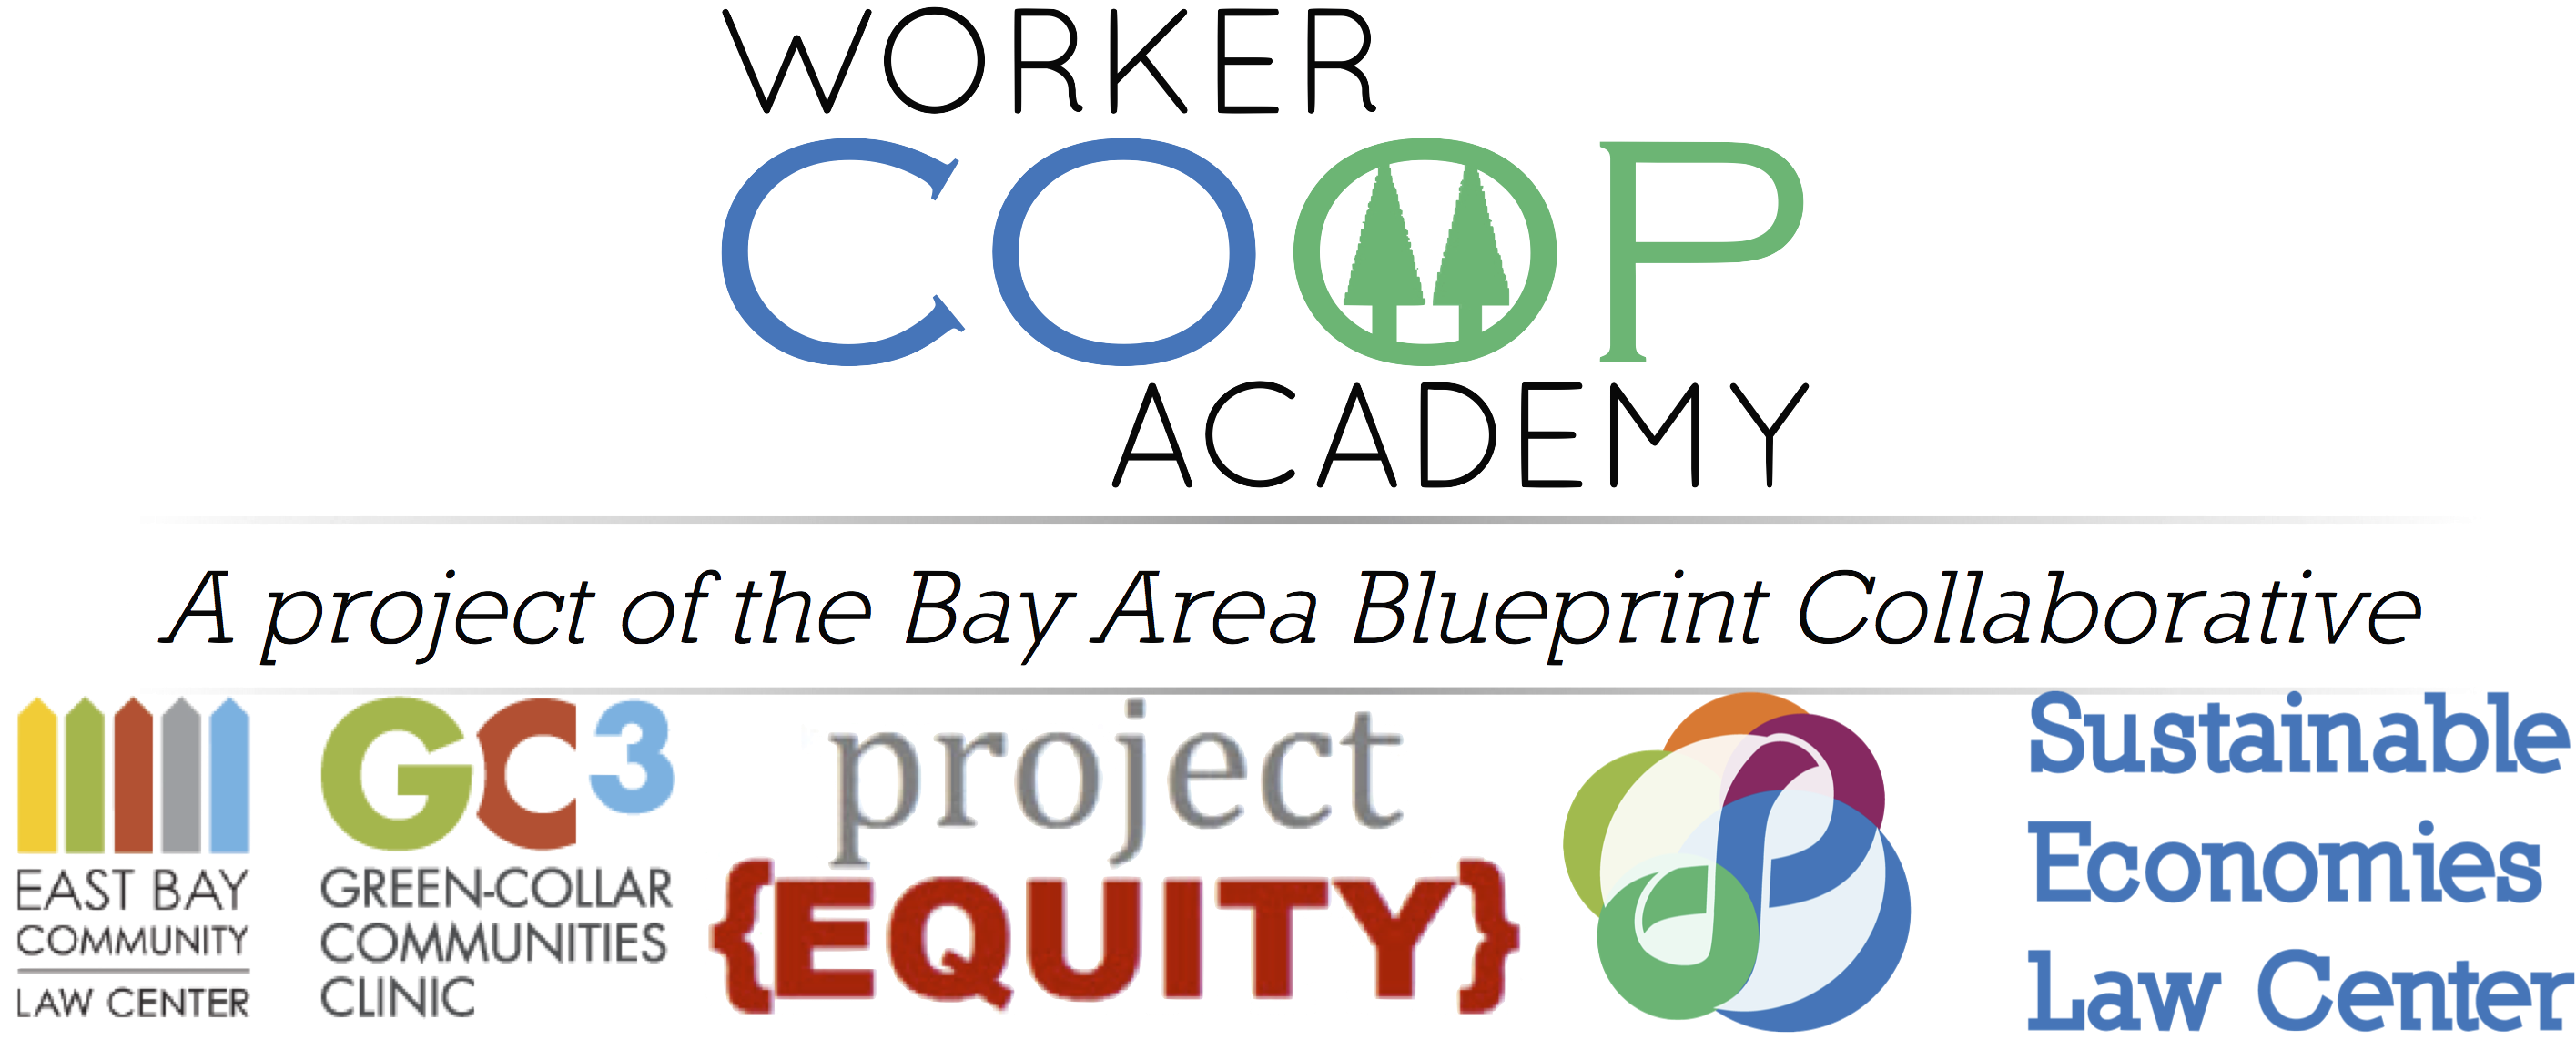 WORKER
COOP
ACADEMY
A project of the Bay Area Blueprint Collaborative
EAST BAY
COMMUNITY
LAW CENTER
GC3
GREEN-COLLAR
COMMUNITIES
CLINIC
project
{EQUITY}
Sustainable
Economies
Law Center